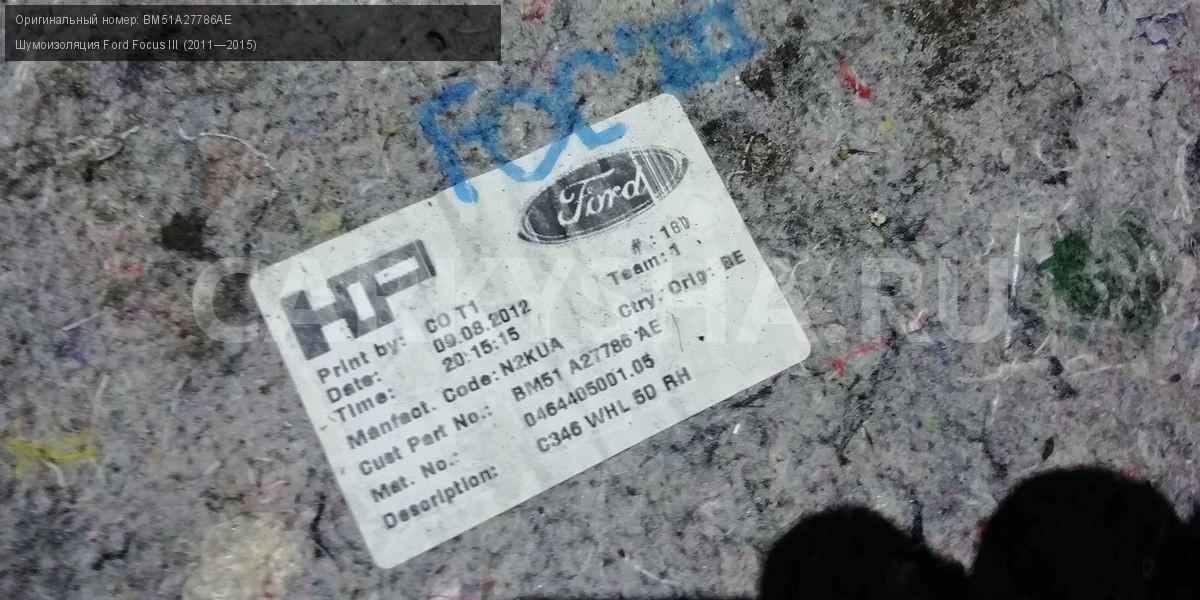 Оригинальный номер: BM51A27786AE
Шумоизоляция Ford Focus III (2011—2015)
Ford
HP
# : 180
Print by: CO T1 Team: 1
Date: 09.08.2012
Time: 20:15:15 Ctry. Orig: BE
Manfact. Code: N2KUA
Cust Part No.: BM51 A27786 AE
Mat. No.: 0464405001.05
Description: C346 WHL 5D RH
CARKYSHA.RU